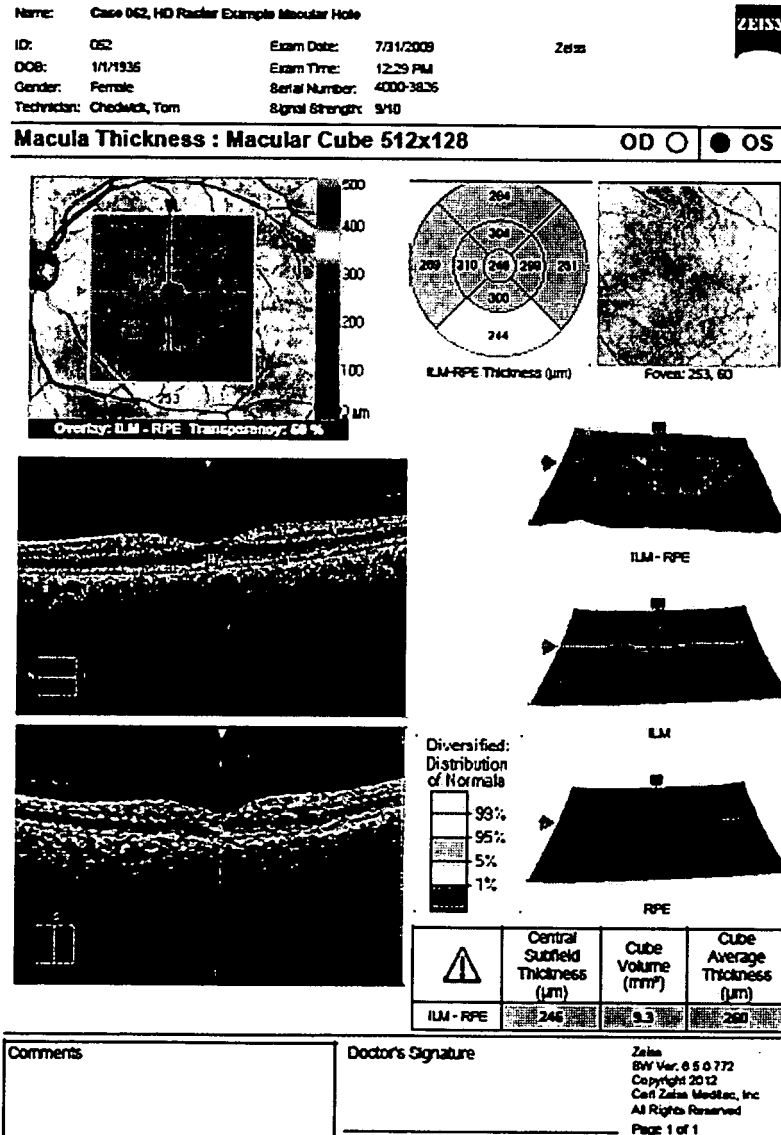 Name: Case 062, HD Raster Example Macular Hole
ZEISS
ID: 052
Exam Date: 7/31/2009
Zeiss
DOB: 1/1/1936
Exam Time: 12:29 PM
Gender: Female
Serial Number: 4000-3826
Technician: Chedwick, Tom
Signal Strength: 9/10
Macula Thickness : Macular Cube 512x128
OD OS
500
400
300
200
100
0 µm
253
Overlay: ILM - RPE Transparency: 50 %
264
304
269 310 246 299 251
300
244
ILM-RPE Thickness (µm)
Fovea: 253, 60
ILM - RPE
ILM
RPE
Diversified:
Distribution
of Normals
99%
95%
5%
1%
Central Subfield Thickness (µm)
Cube Volume (mm³)
Cube Average Thickness (µm)
ILM - RPE 246 9.3 260
Comments
Doctor's Signature
Zeiss
SW Ver: 6.5.0.772
Copyright 2012
Carl Zeiss Meditec, Inc
All Rights Reserved
Page 1 of 1